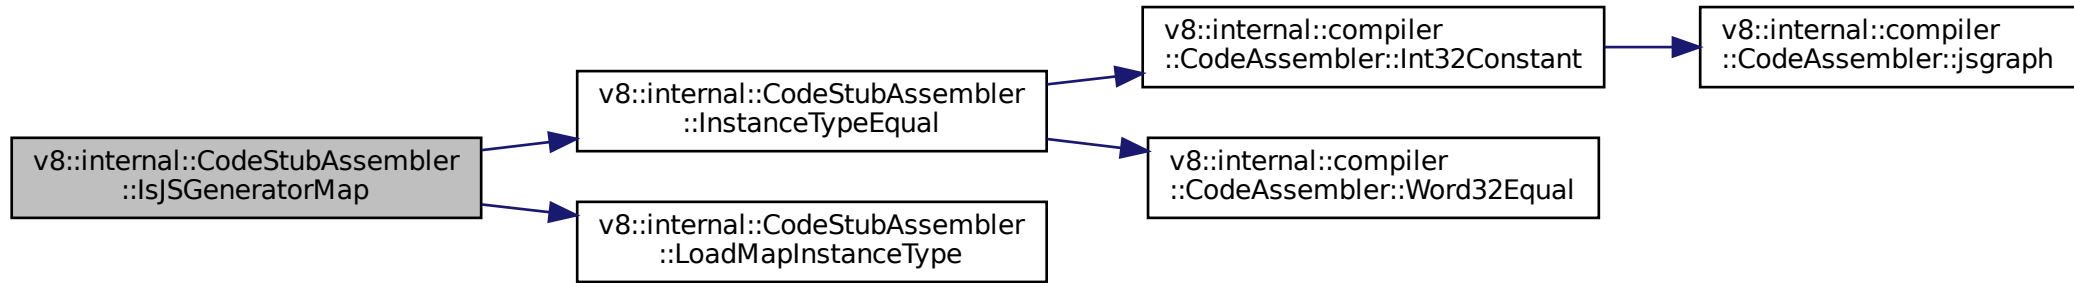 v8::internal::CodeStubAssembler
::IsJSGeneratorMap
v8::internal::CodeStubAssembler
::InstanceTypeEqual
v8::internal::CodeStubAssembler
::LoadMapInstanceType
v8::internal::compiler
::CodeAssembler::Int32Constant
v8::internal::compiler
::CodeAssembler::Word32Equal
v8::internal::compiler
::CodeAssembler::jsgraph